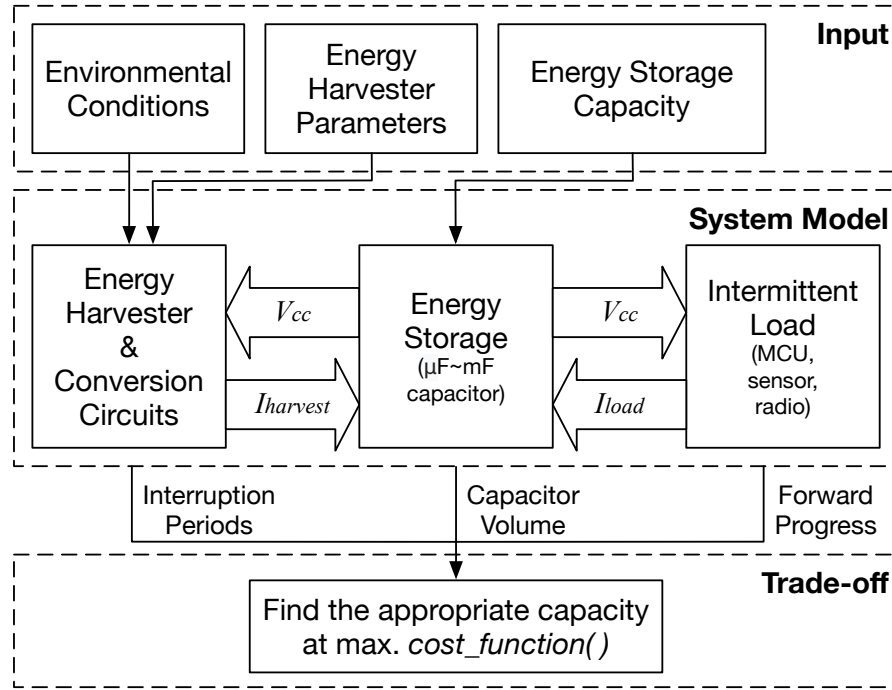 Input
Environmental
Conditions
Energy
Harvester
Parameters
Energy Storage
Capacity
System Model
Energy
Harvester
&
Conversion
Circuits
Vcc
Iharvest
Energy
Storage
(μF~mF
capacitor)
Vcc
Iload
Intermittent
Load
(MCU,
sensor,
radio)
Interruption
Periods
Capacitor
Volume
Forward
Progress
Trade-off
Find the appropriate capacity
at max. cost_function()